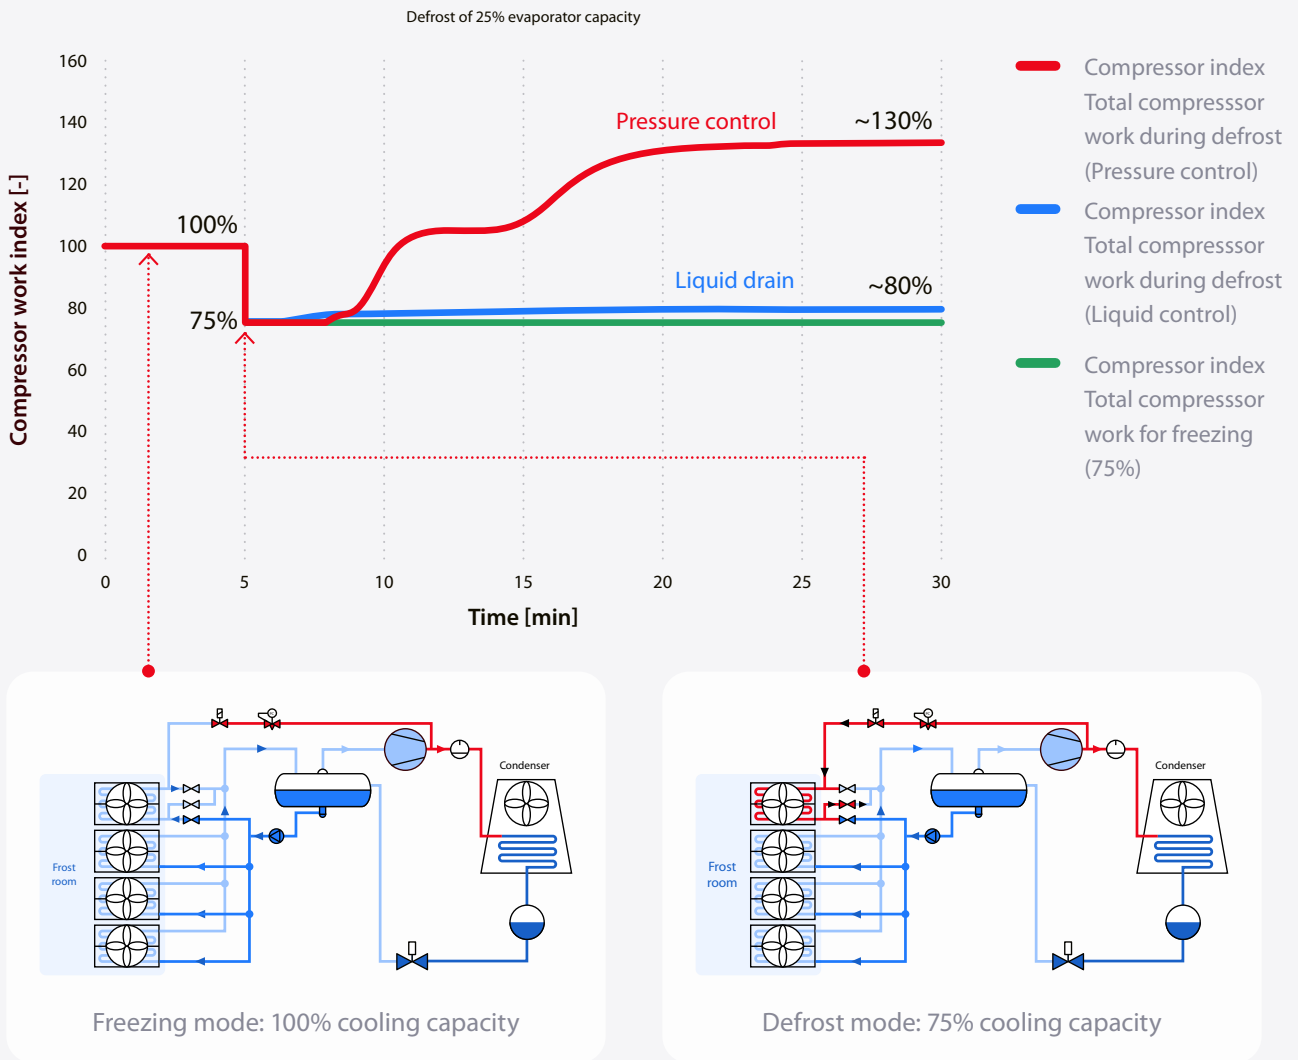 Defrost of 25% evaporator capacity
160
140
120
100
80
60
40
20
0
Compressor work index [-]
0 5 10 15 20 25 30
Time [min]
100%
75%
Pressure control
~130%
Liquid drain
~80%
Compressor index
Total compresssor
work during defrost
(Pressure control)
Compressor index
Total compresssor
work during defrost
(Liquid control)
Compressor index
Total compresssor
work for freezing
(75%)
Condenser
Frost
room
Freezing mode: 100% cooling capacity
Condenser
Frost
room
Defrost mode: 75% cooling capacity